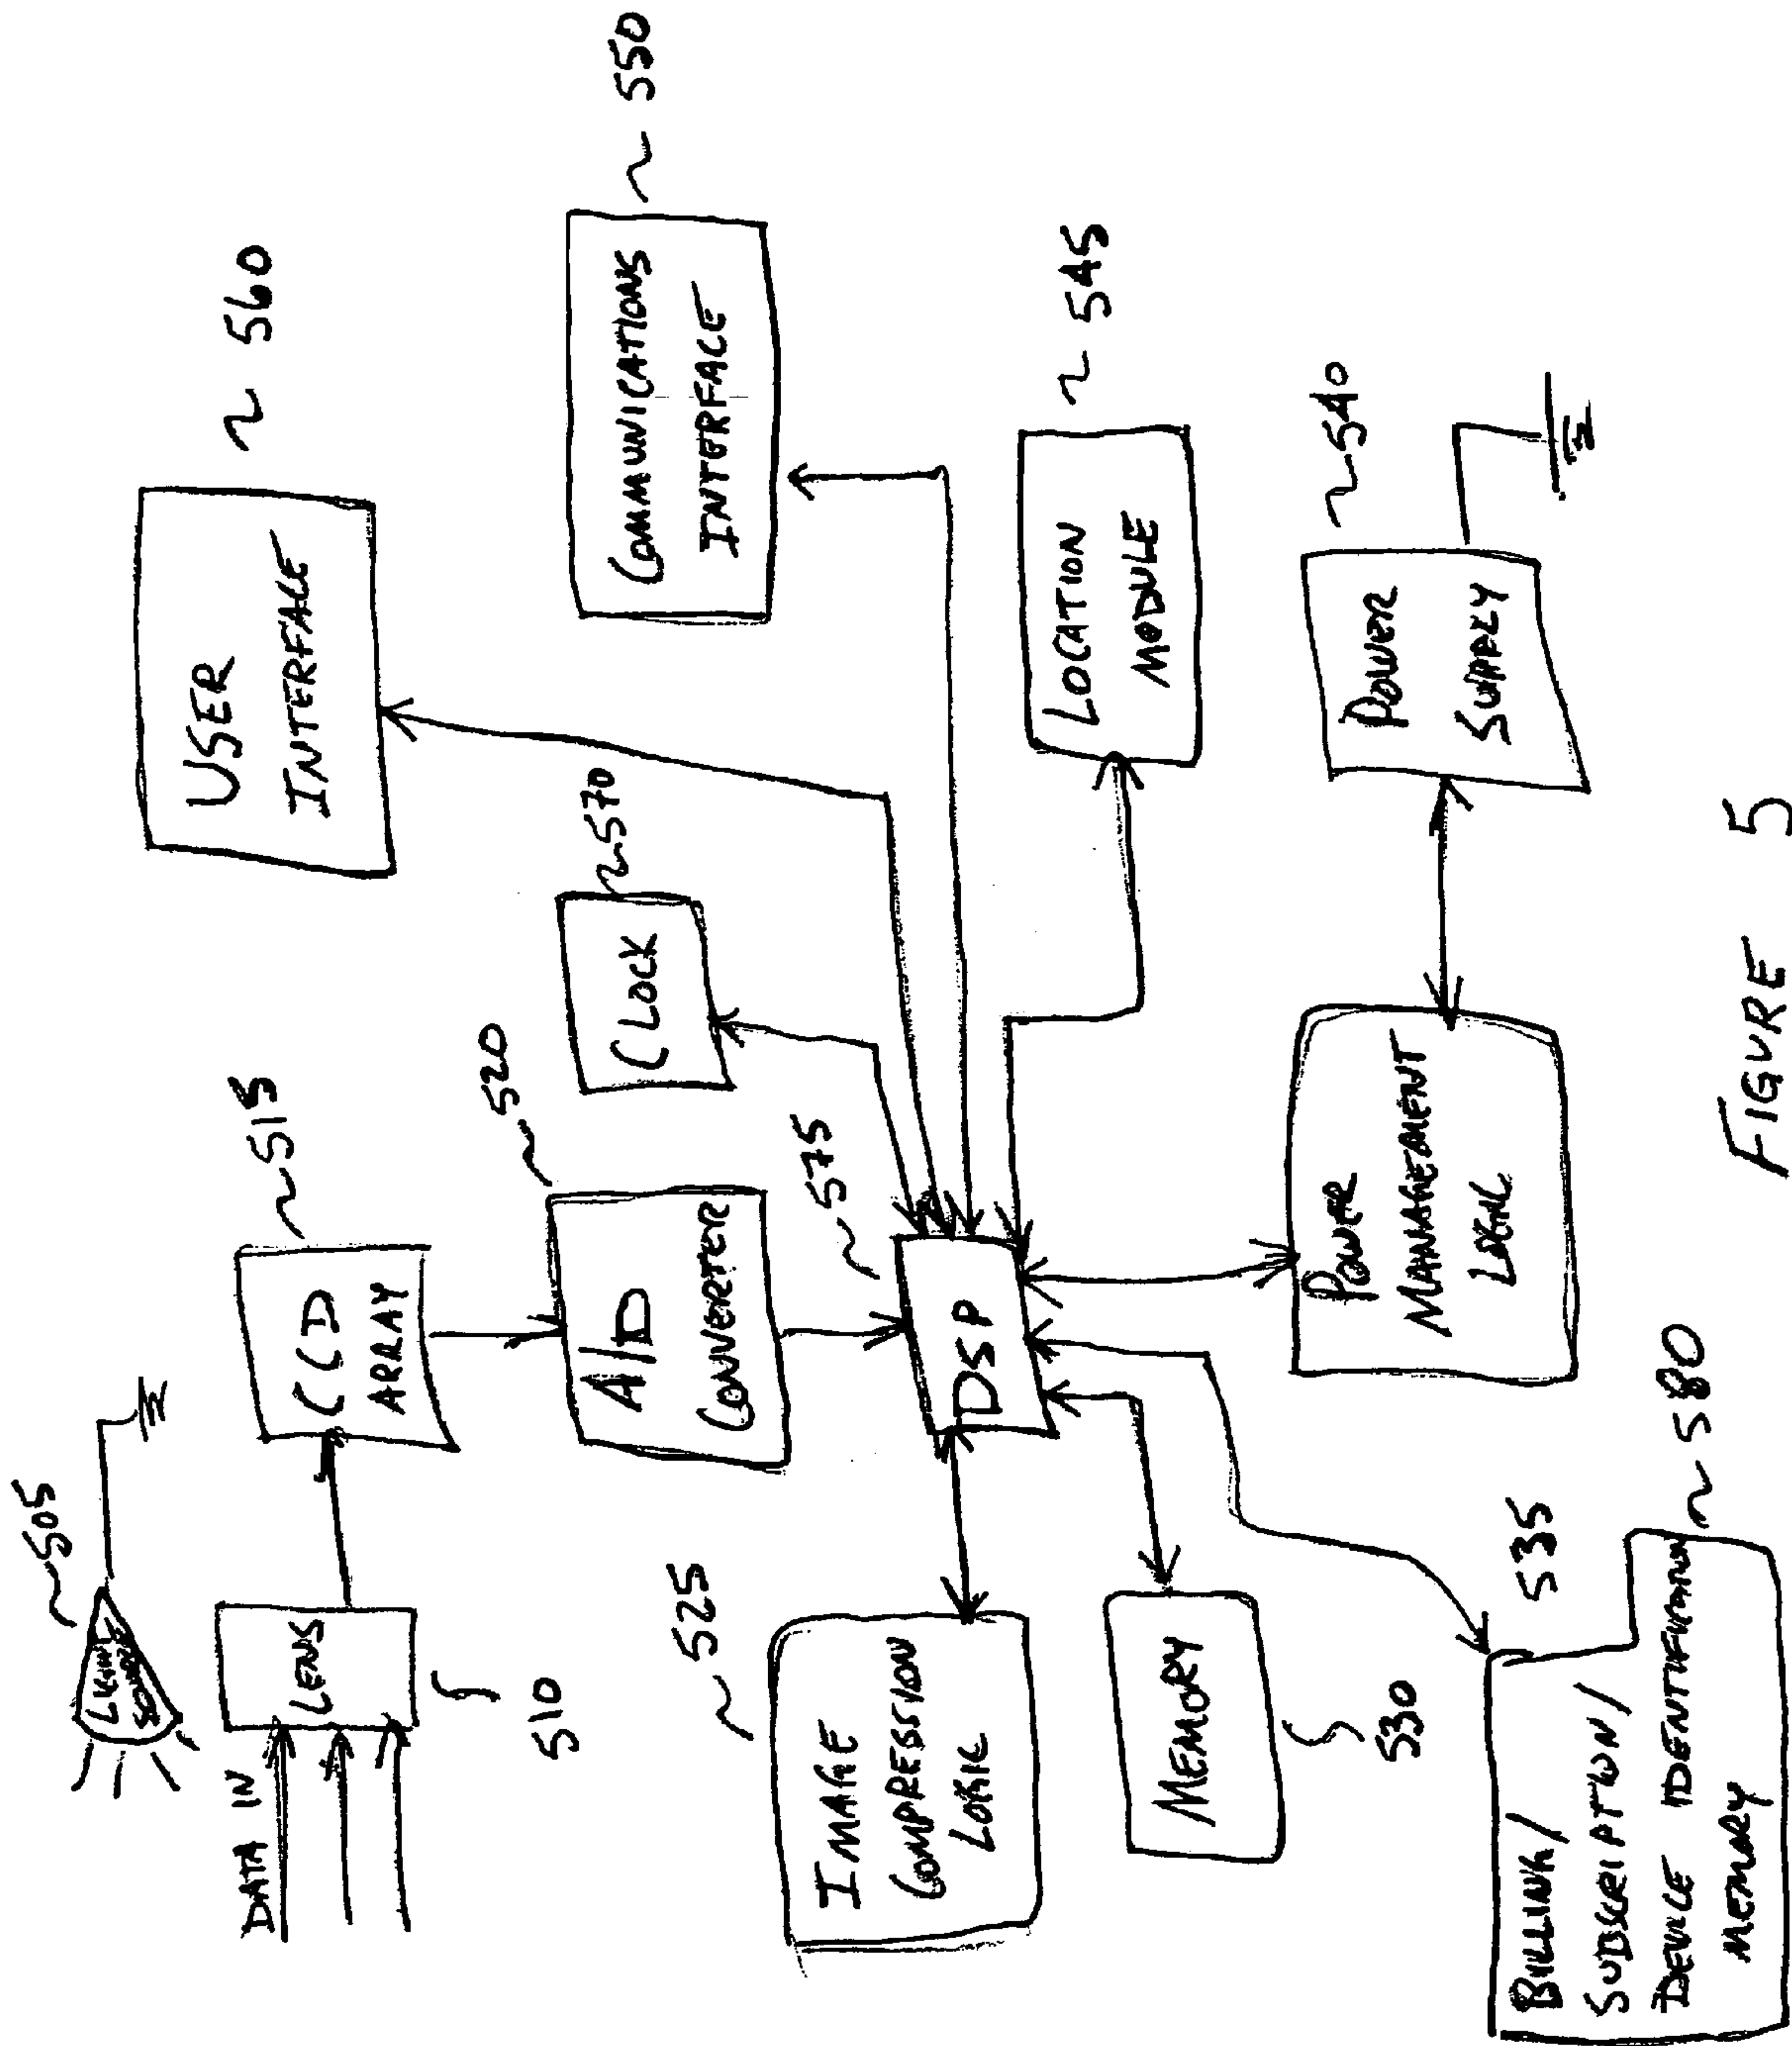 ~505
LIGHT
SOURCE
DATA IN
LENS
510
~515
CCD
ARRAY
~520
A/D
CONVERTER
~560
USER
INTERFACE
~570
CLOCK
~550
COMMUNICATIONS
INTERFACE
~525
IMAGE
COMPRESSION
LOGIC
~575
DSP
~545
LOCATION
MODULE
MEMORY
530
~540
POWER
SUPPLY
POWER
MANAGEMENT
LOGIC
535
BILLING/
SUBSCRIPTION/
DEVICE IDENTIFICATION
MEMORY
~580
FIGURE 5